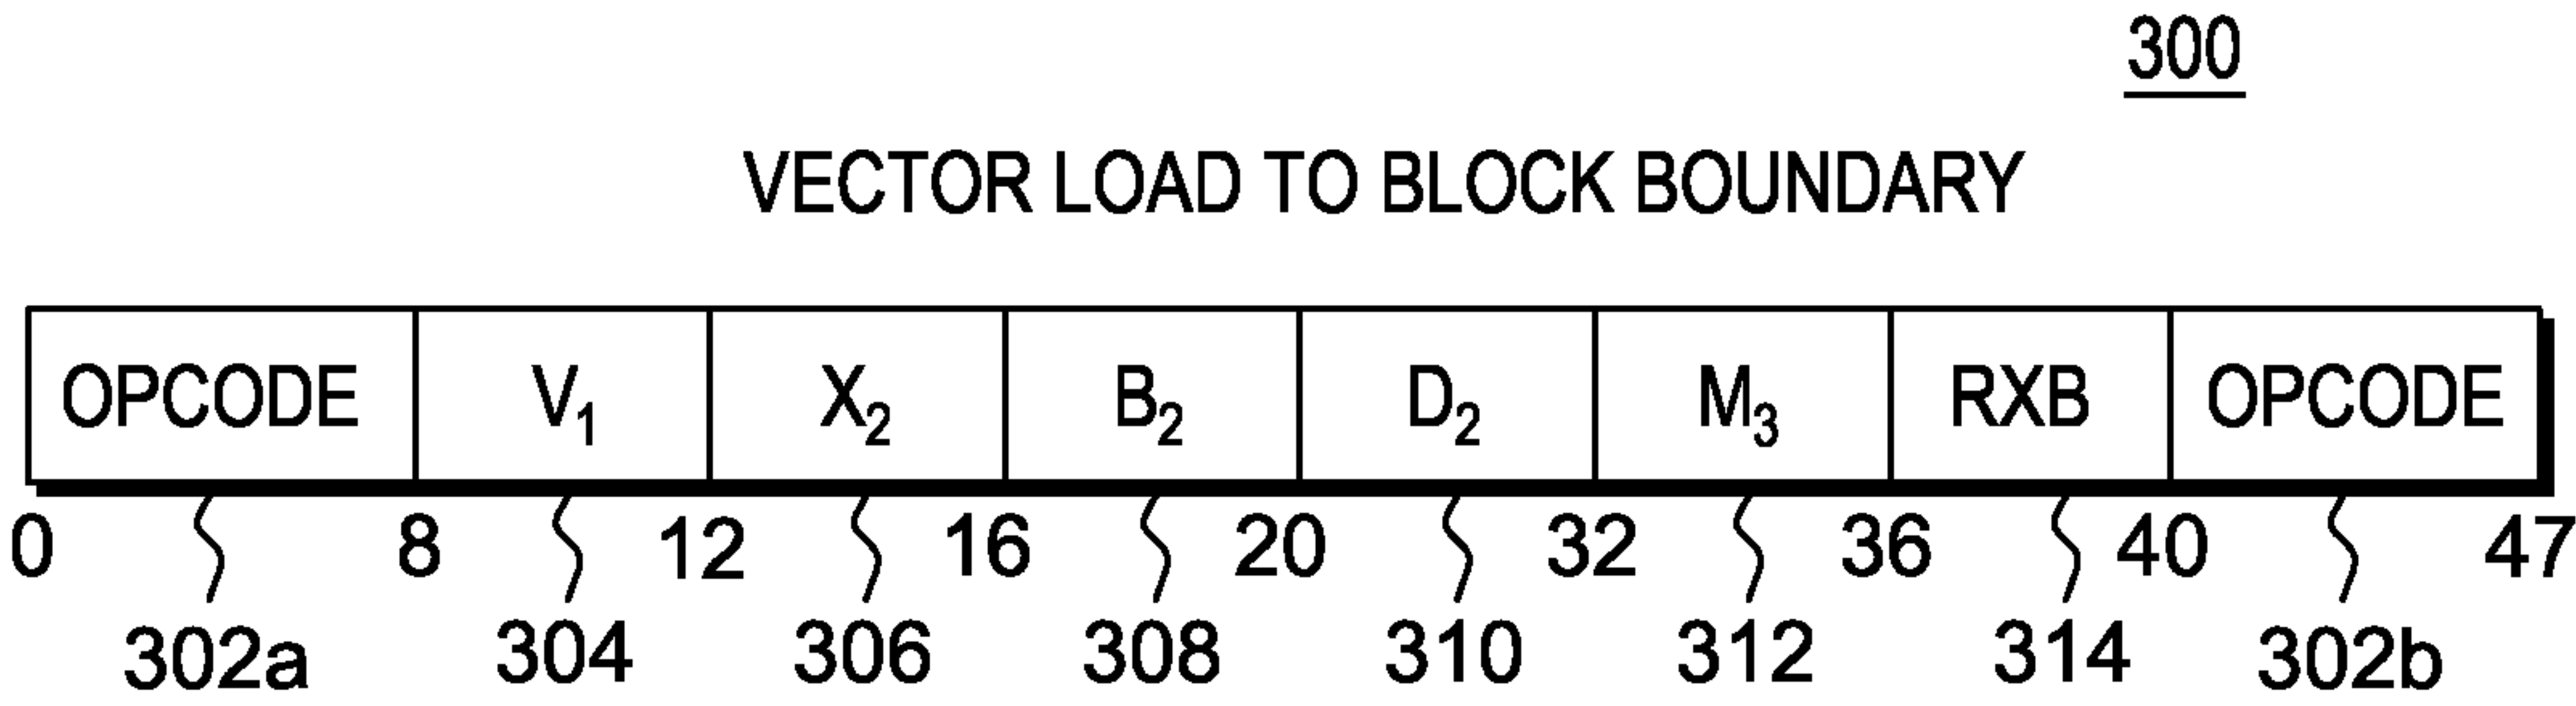 300
VECTOR LOAD TO BLOCK BOUNDARY
OPCODE V₁ X₂ B₂ D₂ M₃ RXB OPCODE
0 8 12 16 20 32 36 40 47
302a 304 306 308 310 312 314 302b